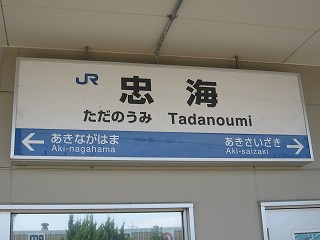 JR 忠海
ただのうみ Tadanoumi
← あきながはま あきさいざき →
Aki-nagahama Aki-saizaki